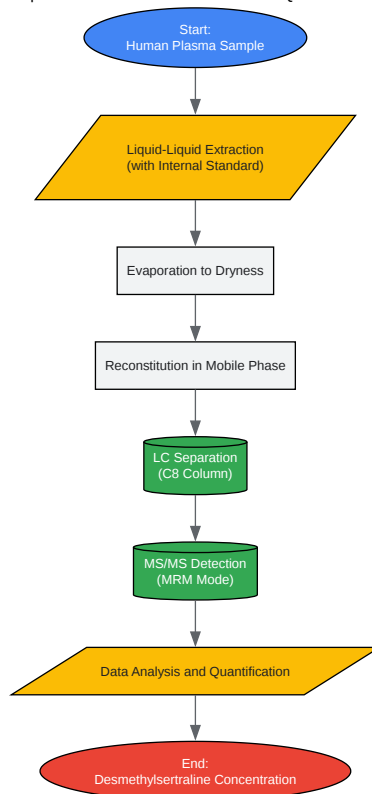 Start:
Human Plasma Sample
Liquid-Liquid Extraction
(with Internal Standard)
Evaporation to Dryness
Reconstitution in Mobile Phase
LC Separation
(C8 Column)
MS/MS Detection
(MRM Mode)
Data Analysis and Quantification
End:
Desmethylsertraline Concentration